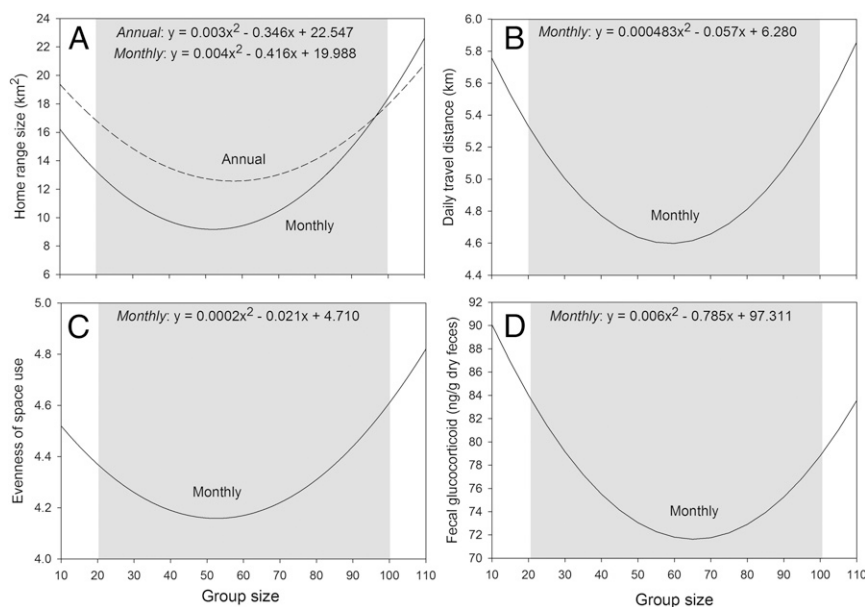 A
Annual: y = 0.003x² - 0.346x + 22.547
Monthly: y = 0.004x² - 0.416x + 19.988
Home range size (km²)
24
22
20
18
16
14
12
10
8
6
Annual
Monthly
10 20 30 40 50 60 70 80 90 100 110
B
Monthly: y = 0.000483x² - 0.057x + 6.280
Daily travel distance (km)
6.0
5.8
5.6
5.4
5.2
5.0
4.8
4.6
4.4
Monthly
10 20 30 40 50 60 70 80 90 100 110
C
Monthly: y = 0.0002x² - 0.021x + 4.710
Evenness of space use
5.0
4.8
4.6
4.4
4.2
4.0
Monthly
10 20 30 40 50 60 70 80 90 100 110
Group size
D
Monthly: y = 0.006x² - 0.785x + 97.311
Fecal glucocorticoid (ng/g dry feces)
92
90
88
86
84
82
80
78
76
74
72
70
Monthly
10 20 30 40 50 60 70 80 90 100 110
Group size